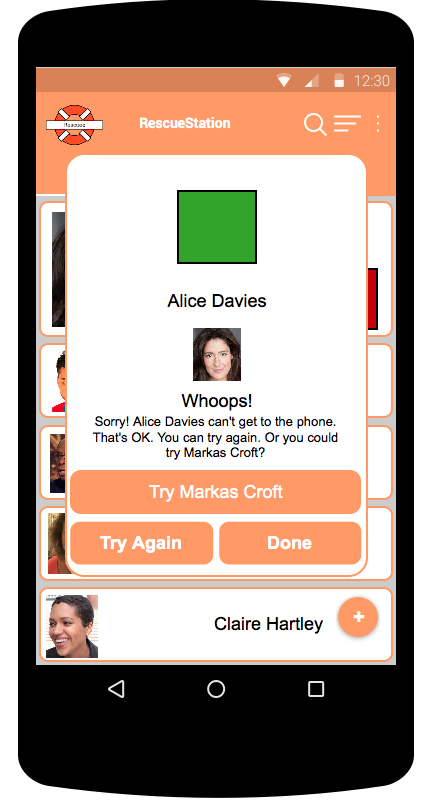 12:30
Rescuee
RescueStation
Alice Davies
Whoops!
Sorry! Alice Davies can't get to the phone.
That's OK. You can try again. Or you could
try Markas Croft?
Try Markas Croft
Try Again
Done
Claire Hartley